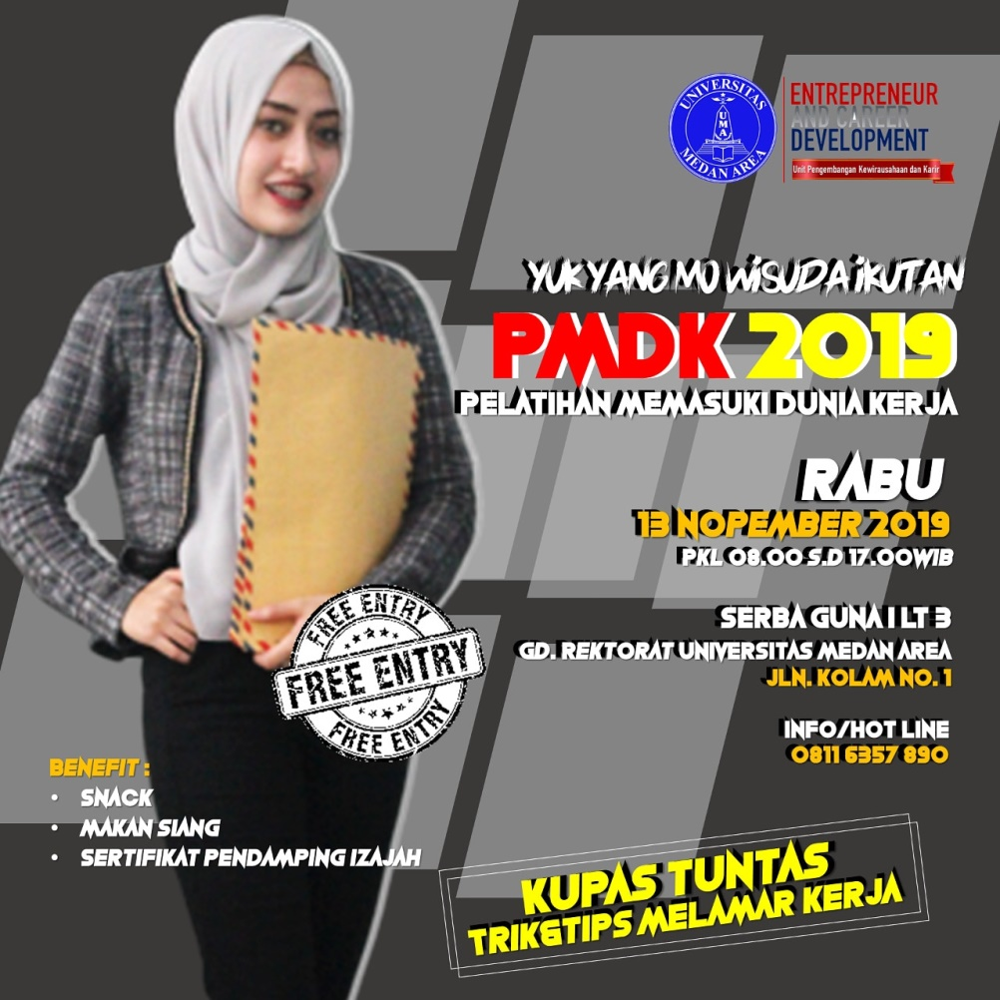 UNIVERSITAS
UMA
MEDAN AREA
ENTREPRENEUR
AND CAREER
DEVELOPMENT
Unit Pengembangan Kewirausahaan dan Karir
YUK YANG MO WISUDA IKUTAN
PMDK 2019
PELATIHAN MEMASUKI DUNIA KERJA
RABU
13 NOPEMBER 2019
PKL 08.00 S.D 17.00WIB
SERBA GUNA I LT 3
GD. REKTORAT UNIVERSITAS MEDAN AREA
JLN. KOLAM NO. 1
INFO/HOT LINE
0811 6357 890
FREE ENTRY
FREE ENTRY
FREE ENTRY
BENEFIT :
• SNACK
• MAKAN SIANG
• SERTIFIKAT PENDAMPING IZAJAH
KUPAS TUNTAS
TRIK&TIPS MELAMAR KERJA